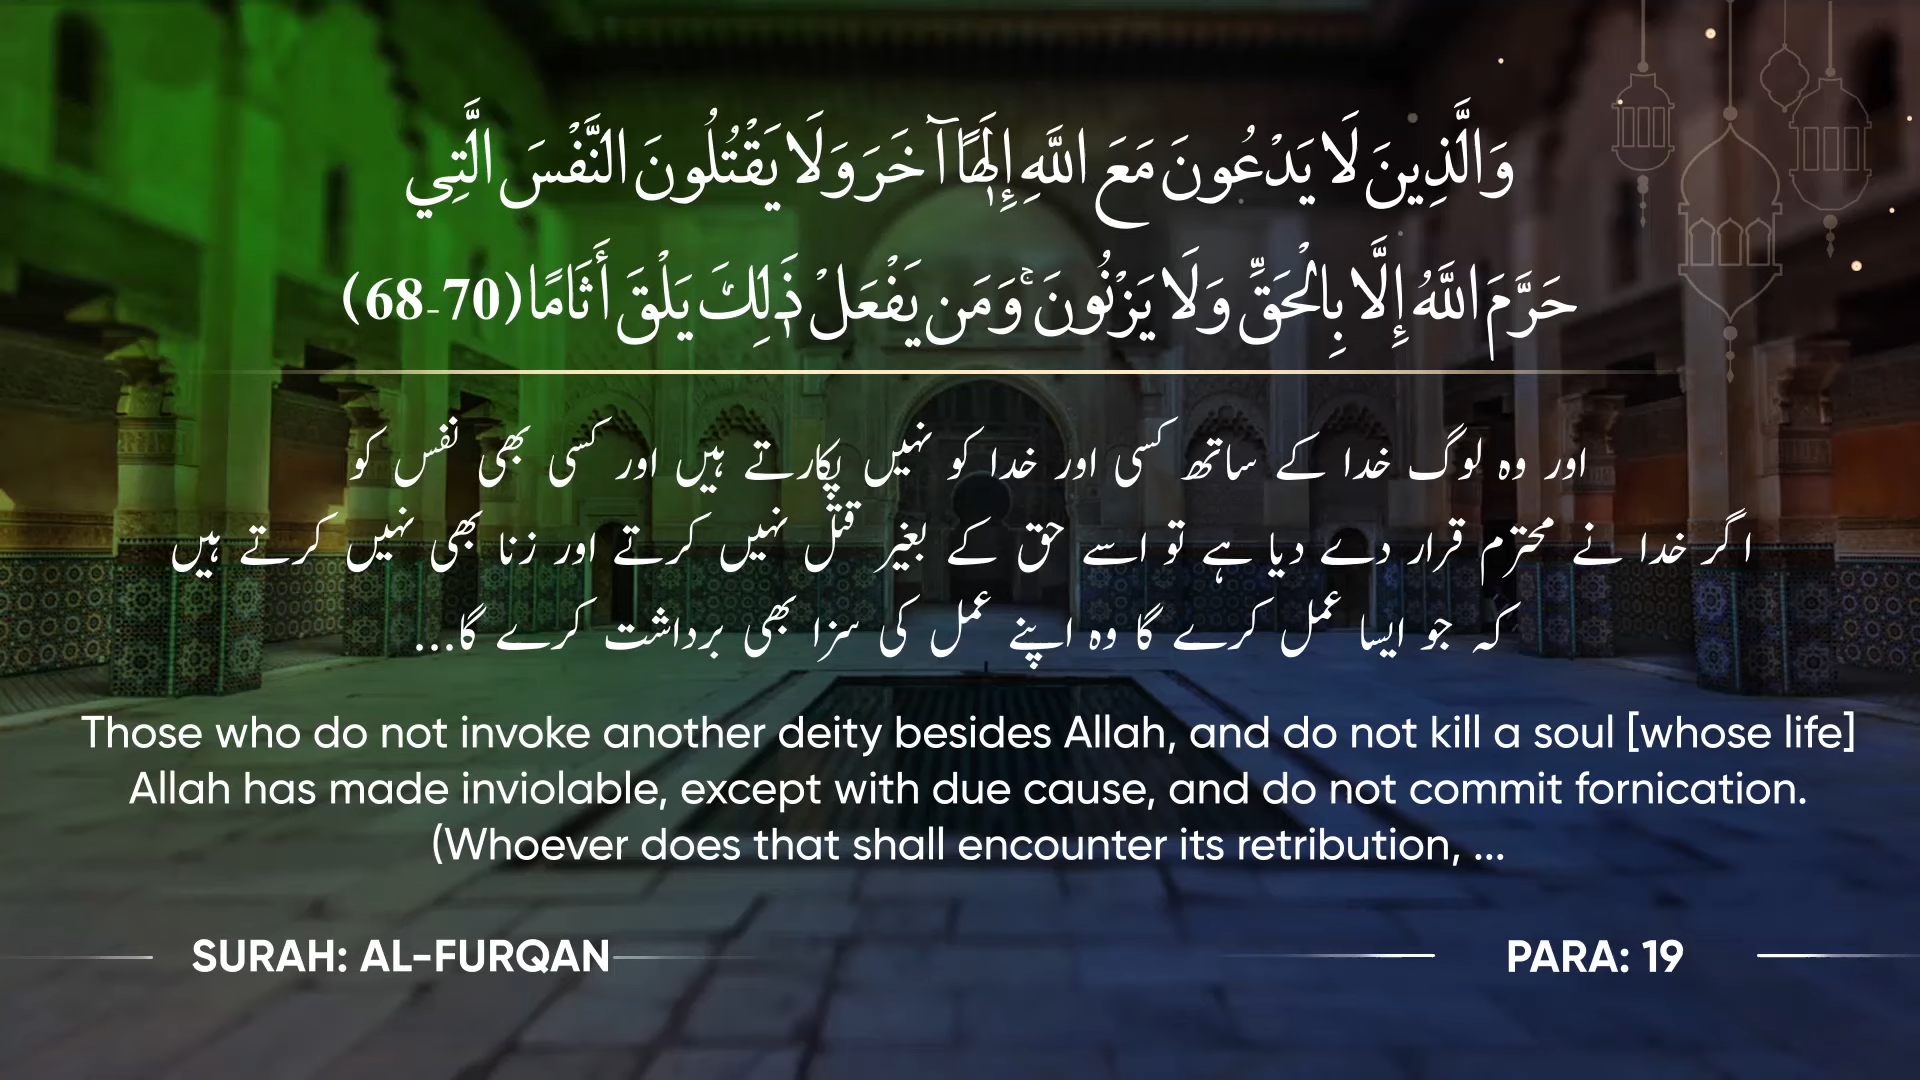 وَالَّذِينَ لَا يَدْعُونَ مَعَ اللَّهِ إِلَٰهًا آخَرَ وَلَا يَقْتُلُونَ النَّفْسَ الَّتِي
حَرَّمَ اللَّهُ إِلَّا بِالْحَقِّ وَلَا يَزْنُونَ ۚ وَمَن يَفْعَلْ ذَٰلِكَ يَلْقَ أَثَامًا (68-70)
اور وہ لوگ خدا کے ساتھ کسی اور خدا کو نہیں پکارتے ہیں اور کسی بھی نفس کو
اگر خدا نے محترم قرار دے دیا ہے تو اسے حق کے بغیر قتل نہیں کرتے اور زنا بھی نہیں کرتے ہیں
کہ جو ایسا عمل کرے گا وہ اپنے عمل کی سزا بھی برداشت کرے گا...
Those who do not invoke another deity besides Allah, and do not kill a soul [whose life]
Allah has made inviolable, except with due cause, and do not commit fornication.
(Whoever does that shall encounter its retribution, ...
SURAH: AL-FURQAN
PARA: 19